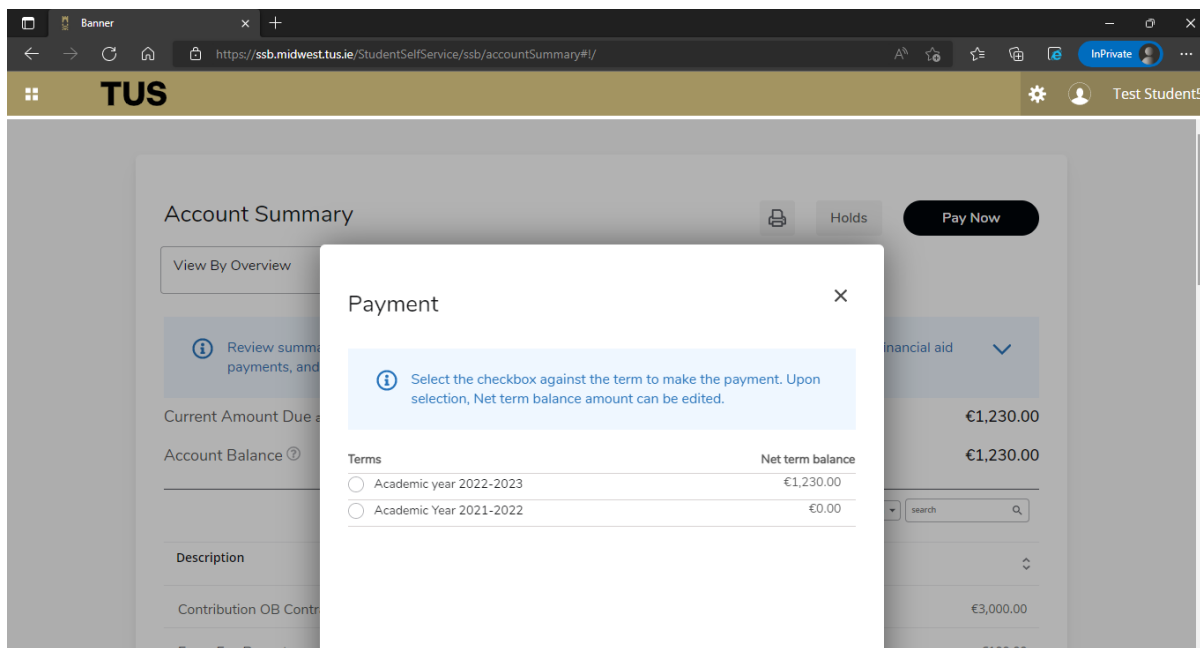 Banner
https://ssb.midwest.tus.ie/StudentSelfService/ssb/accountSummary#!/
InPrivate
TUS
Test Student5
Account Summary
Holds
Pay Now
View By Overview
Payment
Review summa
inancial aid
payments, and
Select the checkbox against the term to make the payment. Upon
selection, Net term balance amount can be edited.
Current Amount Due
€1,230.00
Account Balance
€1,230.00
Terms
Net term balance
Academic year 2022-2023
€1,230.00
Academic Year 2021-2022
€0.00
search
Description
Contribution OB Contr
€3,000.00